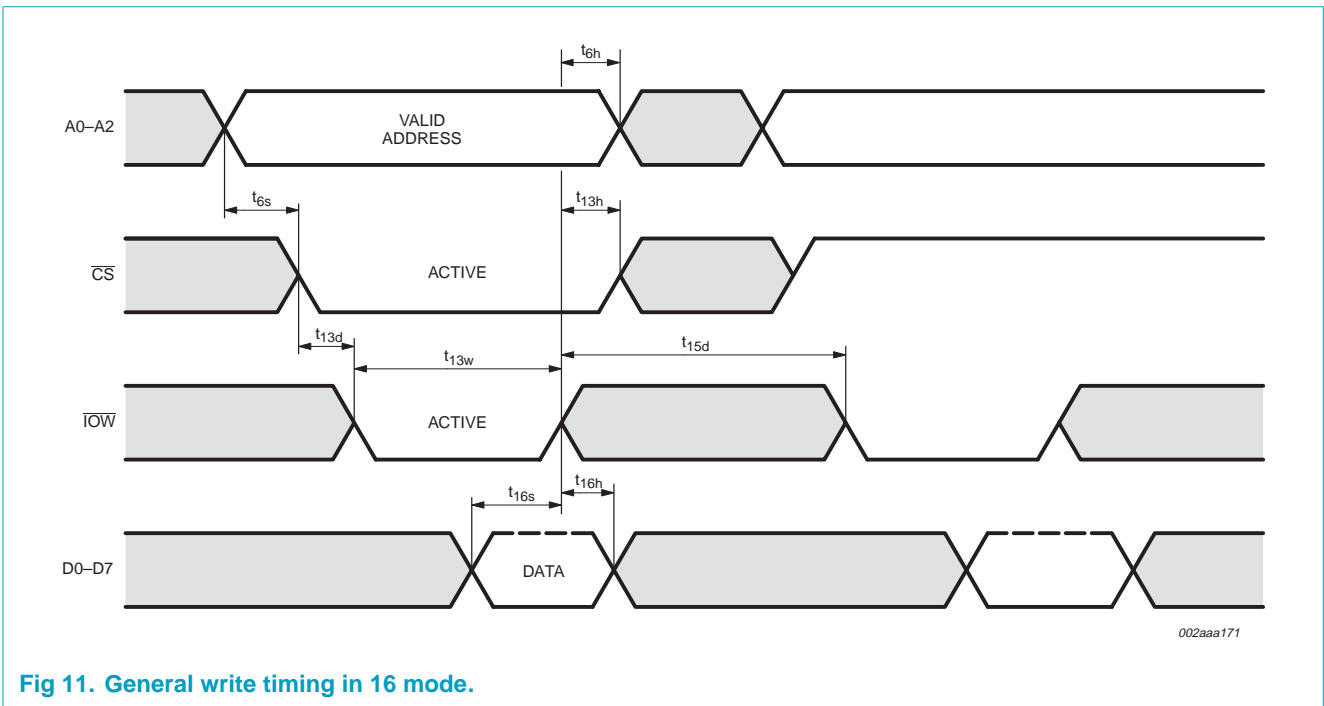 t6h
A0–A2
VALID
ADDRESS
t6s
t13h
CS
ACTIVE
t13d
t13w
t15d
IOW
ACTIVE
t16s
t16h
D0–D7
DATA
002aaa171
Fig 11. General write timing in 16 mode.